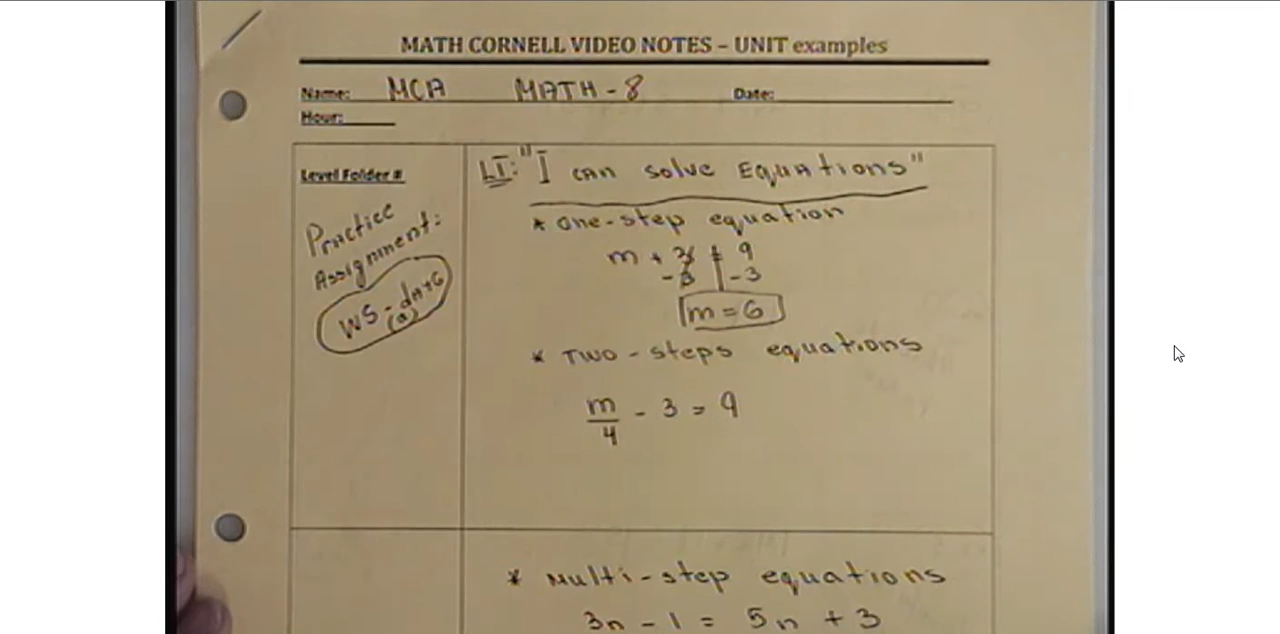 MATH CORNELL VIDEO NOTES – UNIT examples
Name: MCA MATH - 8 Date:
Hour:
Level Folder #
Practice
Assignment:
WS - 
(a)
LI: "I can solve Equations"
* one-step equation
m + 3 = 9
-3 | -3
m = 6
* Two-steps equations
m/4 - 3 = 9
* Multi-step equations
3n - 1 = 5n + 3